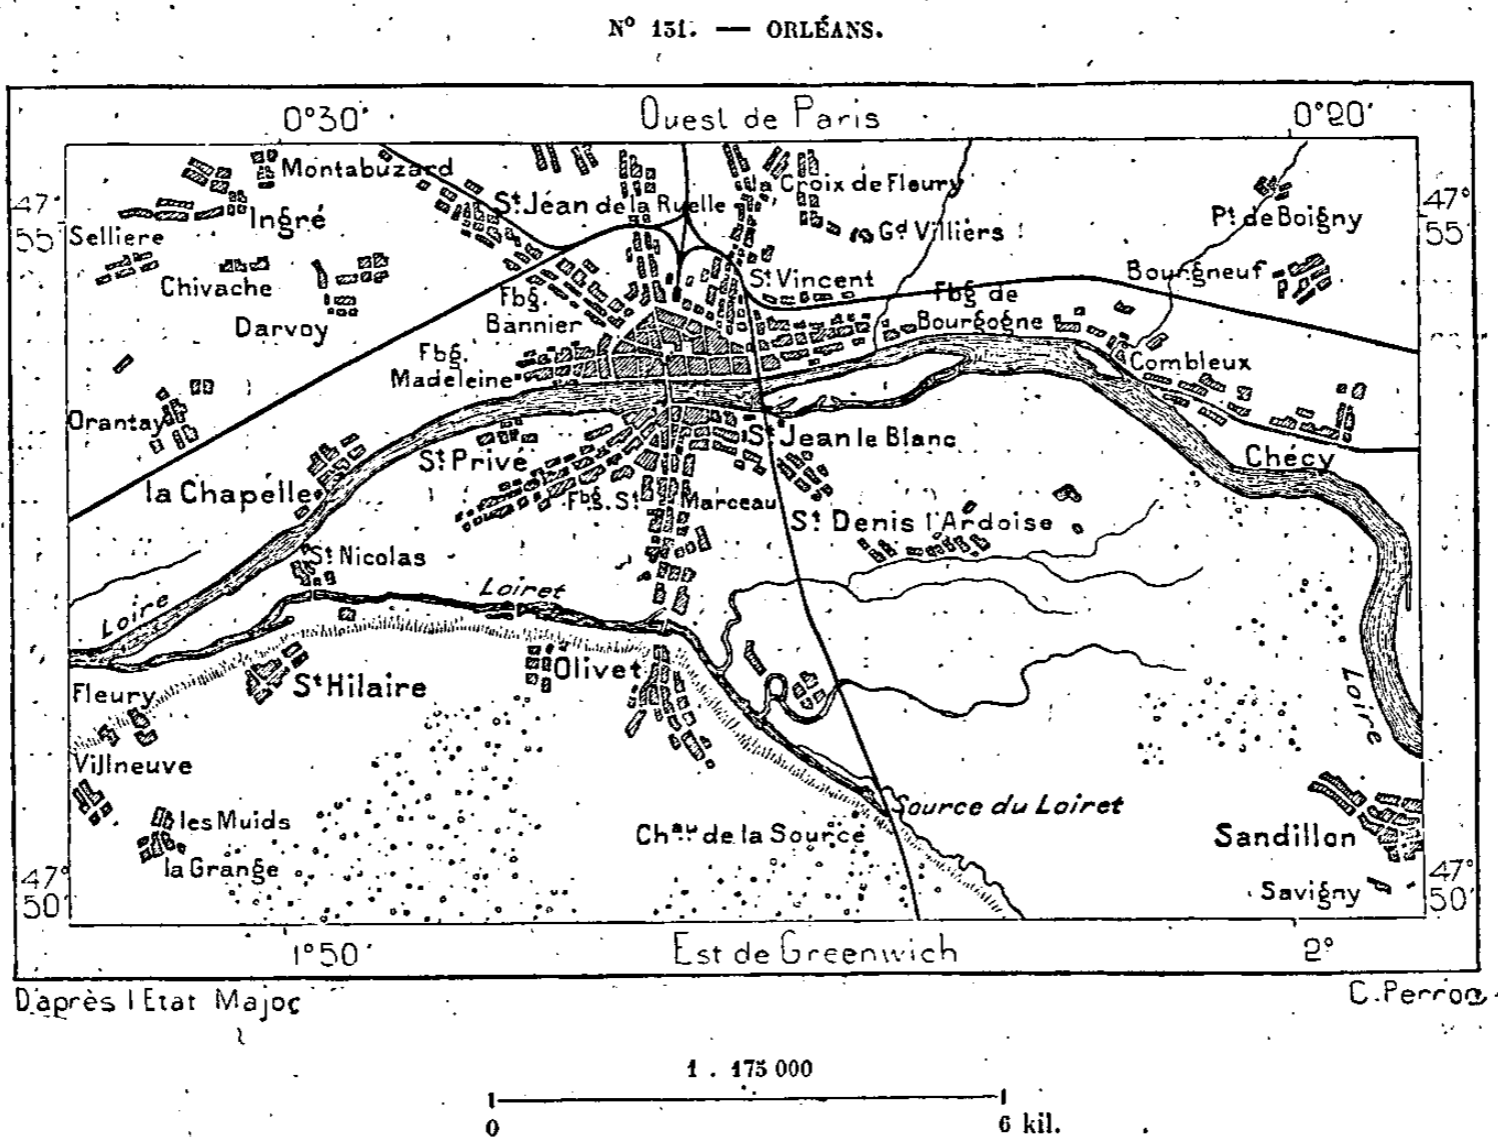 Nº 131. — ORLÉANS.
0°30'
Ouest de Paris
0°20'
Montabuzard
Ingré
St. Jean de la Ruelle
la Croix de Fleury
Gd Villiers
Pt de Boigny
47°
55'
47°
55'
Selliere
Chivache
Darvoy
St Vincent
Bourgneuf
Fbg.
Bannier
Fbg de
Bourgogne
Fbg.
Madeleine
Combleux
Orantay
St Jean le Blanc
St Privé
Chécy
la Chapelle
Fbg. St Marceau
St Denis l'Ardoise
St Nicolas
Loiret
Loire
Loire
Olivet
St Hilaire
Fleury
Villneuve
les Muids
la Grange
Source du Loiret
Chau de la Source
Sandillon
Savigny
47°
50'
47°
50'
1°50'
Est de Greenwich
2°
D'après l Etat Major
C. Perron
1 . 175 000
0
6 kil.